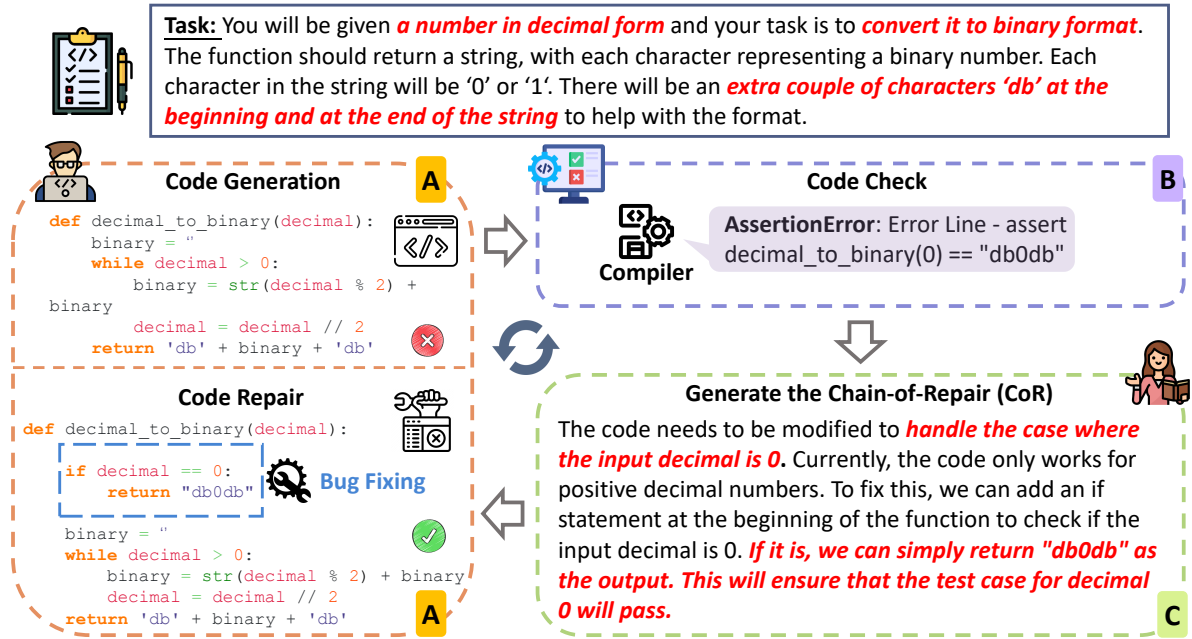 Task: You will be given a number in decimal form and your task is to convert it to binary format.
The function should return a string, with each character representing a binary number. Each
character in the string will be '0' or '1‘. There will be an extra couple of characters ‘db’ at the
beginning and at the end of the string to help with the format.
Code Generation
A
def decimal_to_binary(decimal):
binary = ‘'
while decimal > 0:
binary = str(decimal % 2) +
binary
decimal = decimal // 2
return 'db' + binary + 'db'
</>
Code Check
B
Compiler
AssertionError: Error Line - assert
decimal_to_binary(0) == "db0db"
Code Repair
def decimal_to_binary(decimal):
if decimal == 0:
return "db0db"
Bug Fixing
binary = ‘'
while decimal > 0:
binary = str(decimal % 2) + binary
decimal = decimal // 2
return 'db' + binary + 'db'
A
Generate the Chain-of-Repair (CoR)
The code needs to be modified to handle the case where
the input decimal is 0. Currently, the code only works for
positive decimal numbers. To fix this, we can add an if
statement at the beginning of the function to check if the
input decimal is 0. If it is, we can simply return "db0db" as
the output. This will ensure that the test case for decimal
0 will pass.
C